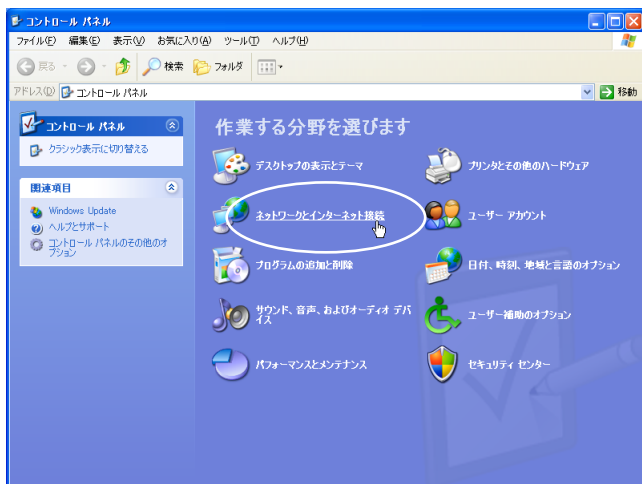 コントロール パネル
ファイル(F) 編集(E) 表示(V) お気に入り(A) ツール(T) ヘルプ(H)
戻る 検索 フォルダ
アドレス(D) コントロール パネル 移動
コントロール パネル
クラシック表示に切り替える
関連項目
Windows Update
ヘルプとサポート
コントロール パネルのその他のオ
プション
作業する分野を選びます
デスクトップの表示とテーマ
プリンタとその他のハードウェア
ネットワークとインターネット接続
ユーザー アカウント
プログラムの追加と削除
日付、時刻、地域と言語のオプション
サウンド、音声、およびオーディオ デバ
イス
ユーザー補助のオプション
パフォーマンスとメンテナンス
セキュリティ センター